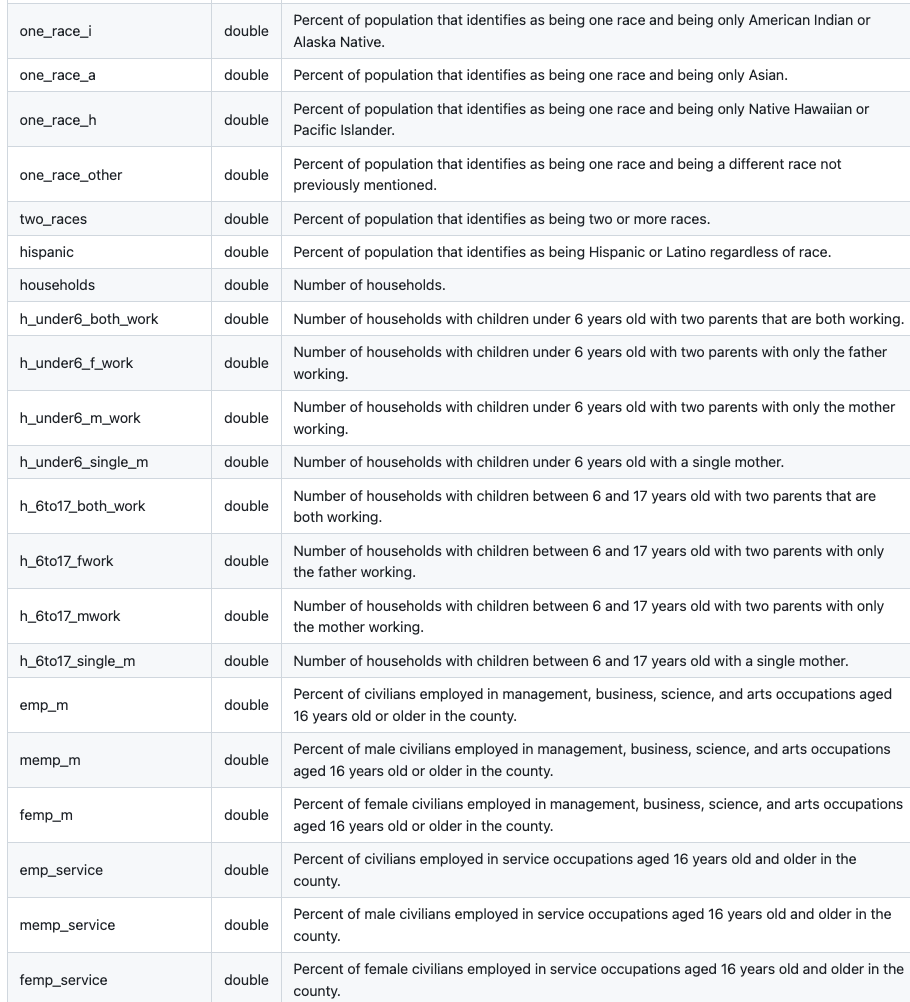 one_race_i double Percent of population that identifies as being one race and being only American Indian or
Alaska Native.
one_race_a double Percent of population that identifies as being one race and being only Asian.
one_race_h double Percent of population that identifies as being one race and being only Native Hawaiian or
Pacific Islander.
one_race_other double Percent of population that identifies as being one race and being a different race not
previously mentioned.
two_races double Percent of population that identifies as being two or more races.
hispanic double Percent of population that identifies as being Hispanic or Latino regardless of race.
households double Number of households.
h_under6_both_work double Number of households with children under 6 years old with two parents that are both working.
h_under6_f_work double Number of households with children under 6 years old with two parents with only the father
working.
h_under6_m_work double Number of households with children under 6 years old with two parents with only the mother
working.
h_under6_single_m double Number of households with children under 6 years old with a single mother.
h_6to17_both_work double Number of households with children between 6 and 17 years old with two parents that are
both working.
h_6to17_fwork double Number of households with children between 6 and 17 years old with two parents with only
the father working.
h_6to17_mwork double Number of households with children between 6 and 17 years old with two parents with only
the mother working.
h_6to17_single_m double Number of households with children between 6 and 17 years old with a single mother.
emp_m double Percent of civilians employed in management, business, science, and arts occupations aged
16 years old or older in the county.
memp_m double Percent of male civilians employed in management, business, science, and arts occupations
aged 16 years old or older in the county.
femp_m double Percent of female civilians employed in management, business, science, and arts occupations
aged 16 years old or older in the county.
emp_service double Percent of civilians employed in service occupations aged 16 years old and older in the
county.
memp_service double Percent of male civilians employed in service occupations aged 16 years old and older in the
county.
femp_service double Percent of female civilians employed in service occupations aged 16 years old and older in the
county.